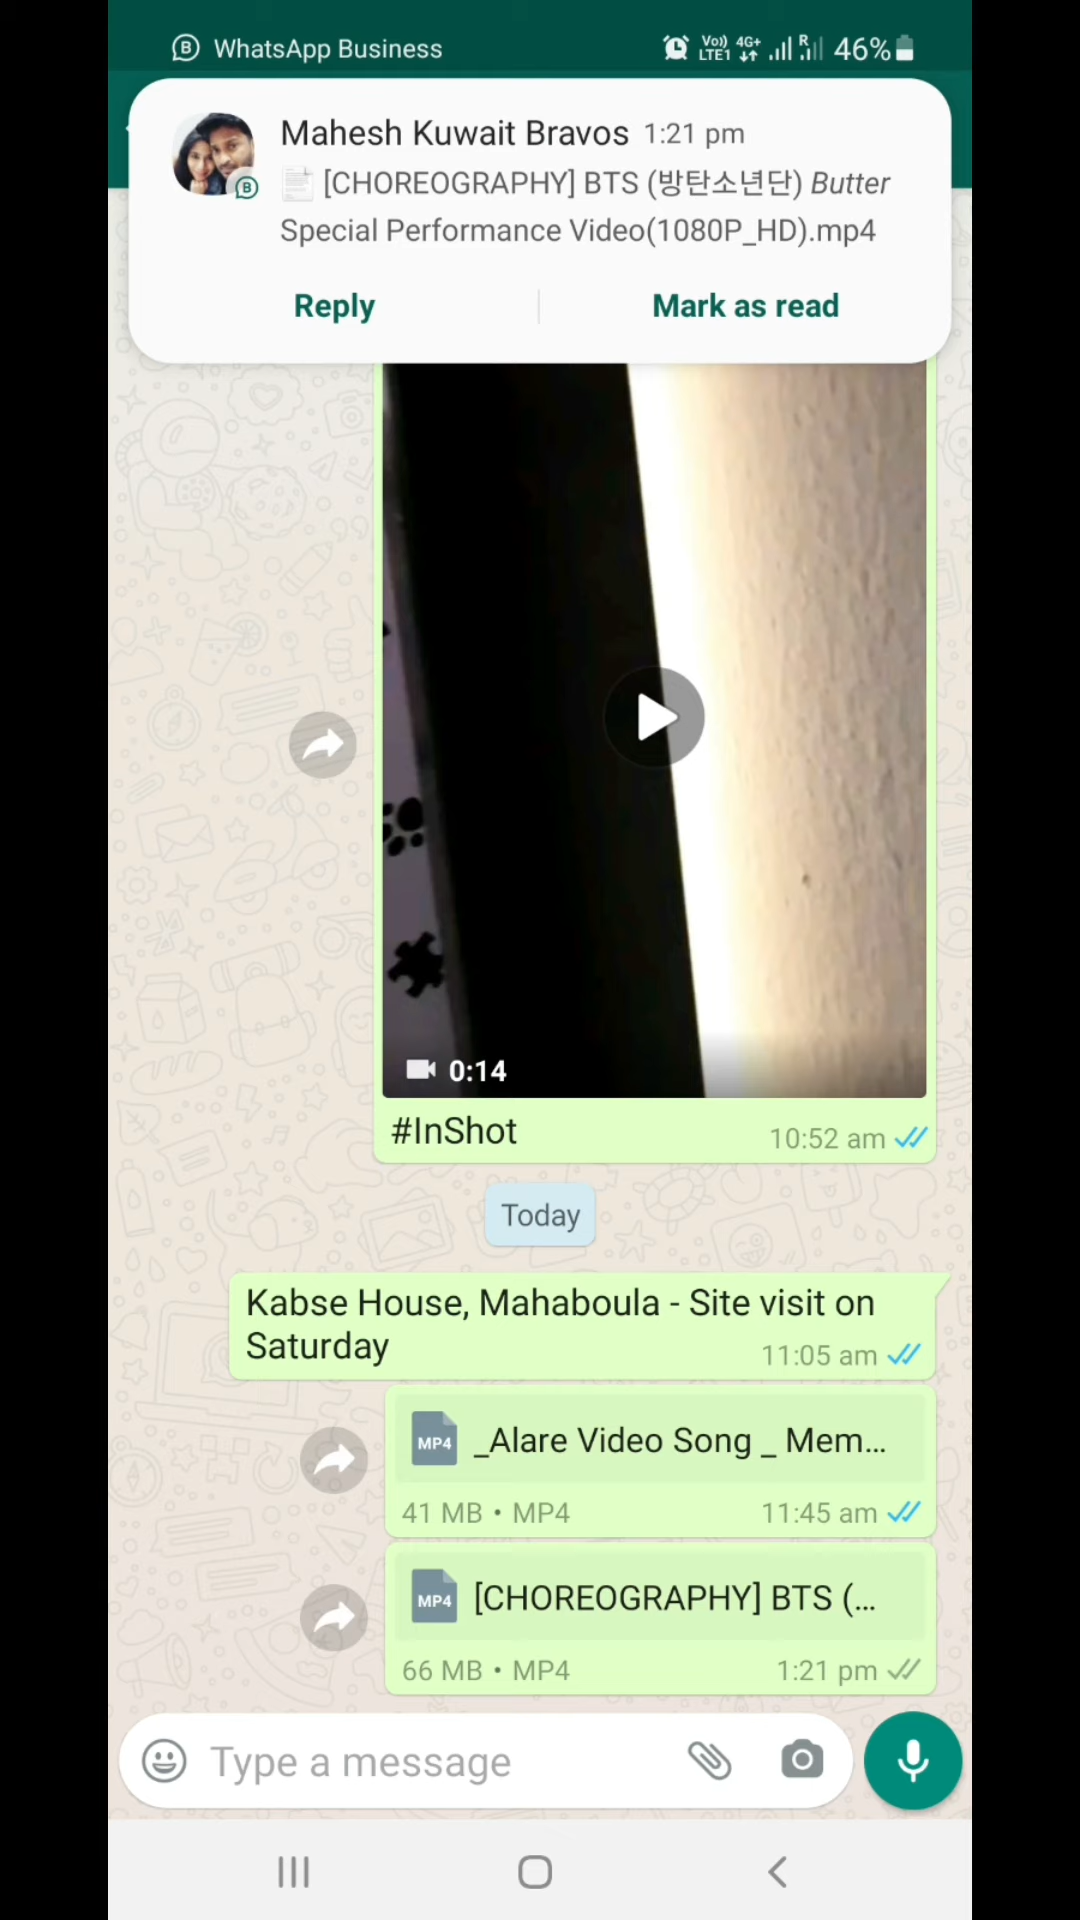 WhatsApp Business
Vo)) LTE1 4G+ R 46%
Mahesh Kuwait Bravos 1:21 pm
[CHOREOGRAPHY] BTS (방탄소년단) Butter
Special Performance Video(1080P_HD).mp4
Reply Mark as read
0:14
#InShot 10:52 am
Today
Kabse House, Mahaboula - Site visit on
Saturday 11:05 am
MP4 _Alare Video Song _ Mem...
41 MB • MP4 11:45 am
MP4 [CHOREOGRAPHY] BTS (...
66 MB • MP4 1:21 pm
Type a message